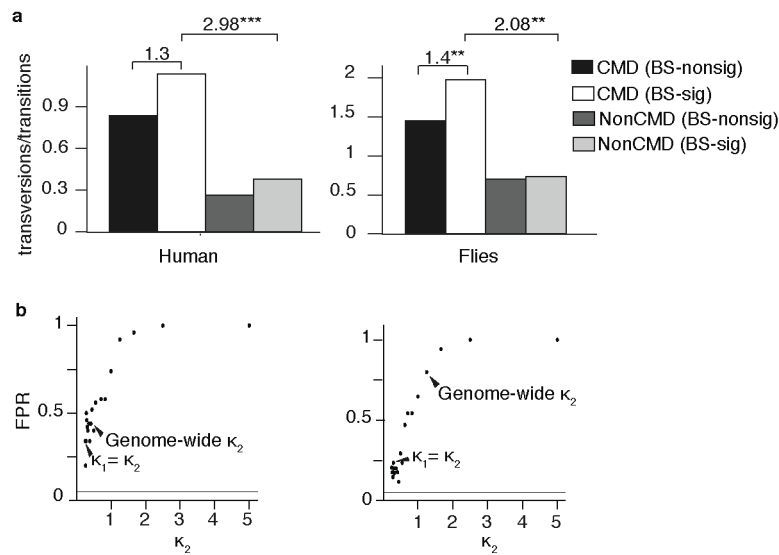 a
2.98***
1.3
2.08**
1.4**
transversions/transitions
0.9
0.6
0.3
0
Human
2
1.5
1
0.5
0
Flies
CMD (BS-nonsig)
CMD (BS-sig)
NonCMD (BS-nonsig)
NonCMD (BS-sig)
b
FPR
1
0.5
0
Genome-wide κ2
κ1= κ2
1 2 3 4 5
κ2
1
0.5
0
Genome-wide κ2
κ1= κ2
1 2 3 4 5
κ2